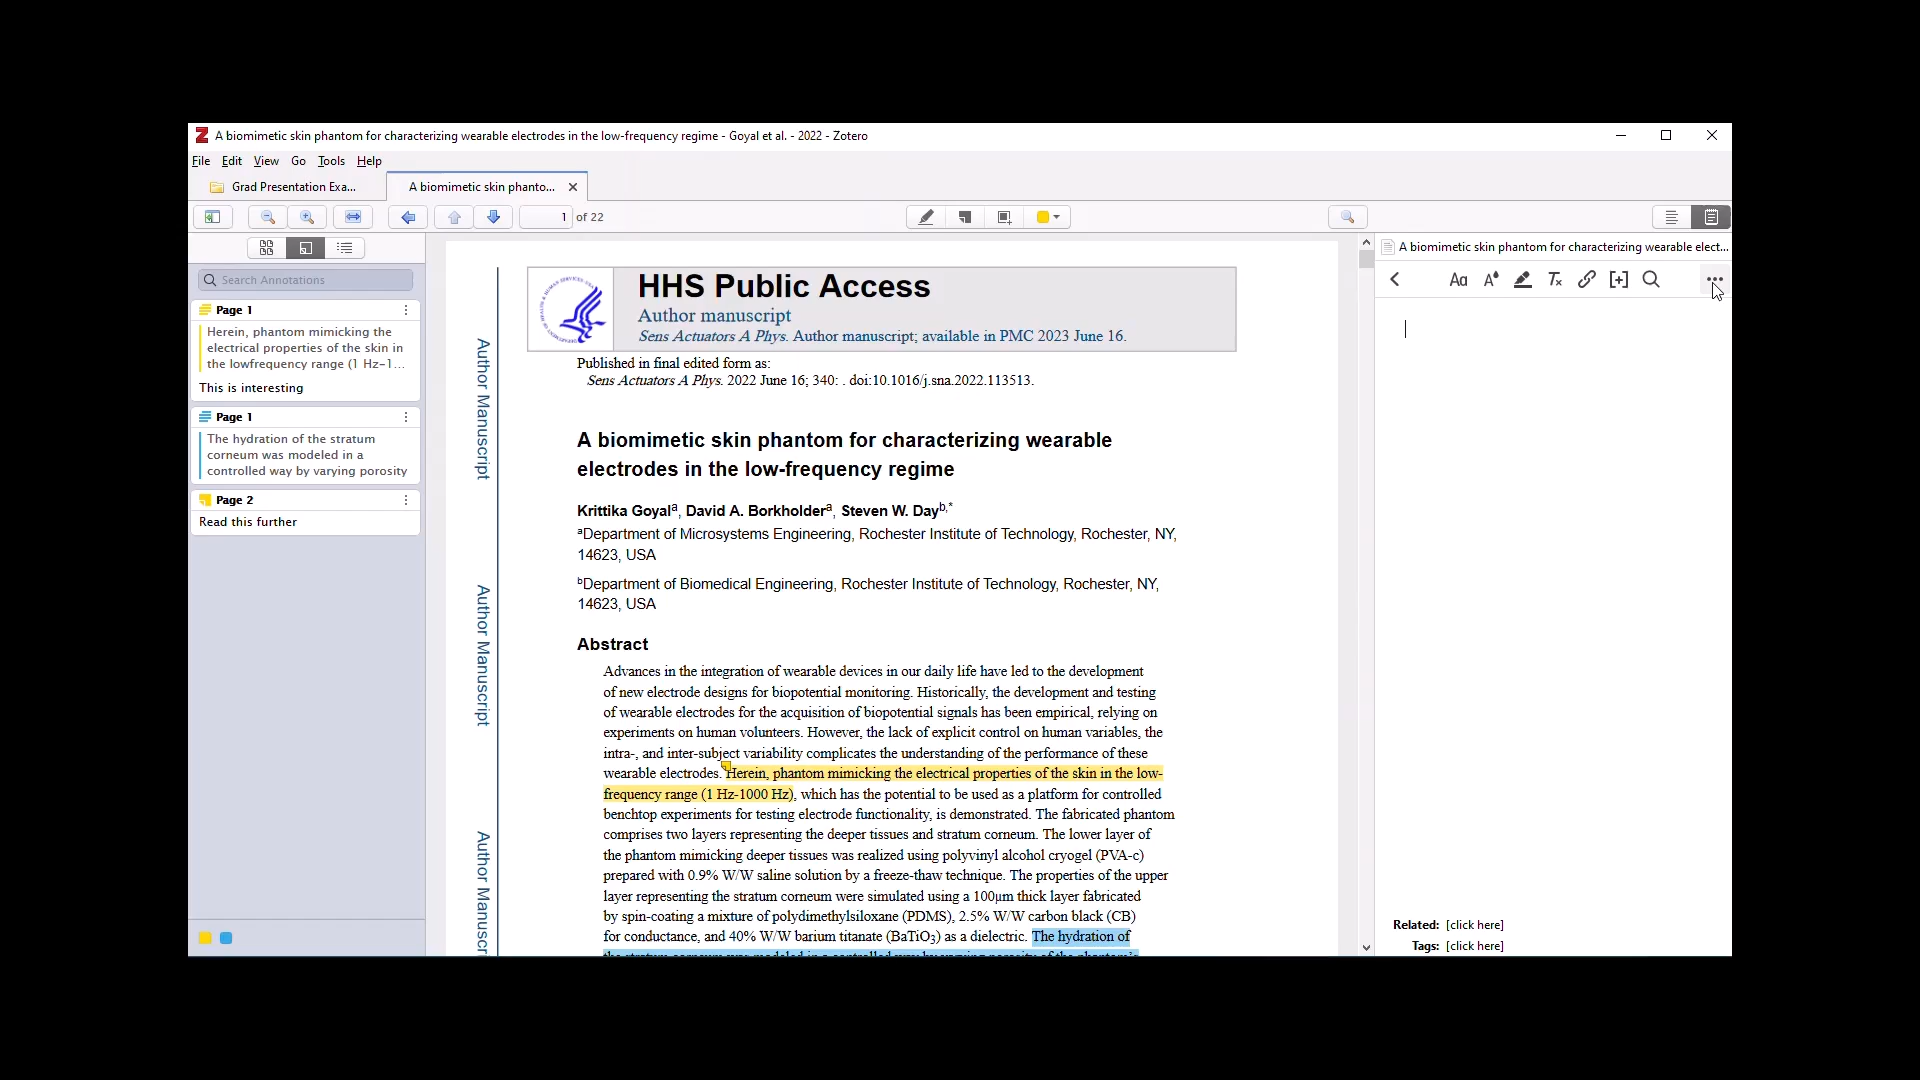 A biomimetic skin phantom for characterizing wearable electrodes in the low-frequency regime - Goyal et al. - 2022 - Zotero
File Edit View Go Tools Help
Grad Presentation Exa...
A biomimetic skin phanto...
1 of 22
Search Annotations
Page 1
Herein, phantom mimicking the
electrical properties of the skin in
the lowfrequency range (1 Hz–1...
This is interesting
Page 1
The hydration of the stratum
corneum was modeled in a
controlled way by varying porosity
Page 2
Read this further
Author Manuscript
Author Manuscript
Author Manuscr
HHS Public Access
Author manuscript
Sens Actuators A Phys. Author manuscript; available in PMC 2023 June 16.
Published in final edited form as:
Sens Actuators A Phys. 2022 June 16; 340: . doi:10.1016/j.sna.2022.113513.
A biomimetic skin phantom for characterizing wearable
electrodes in the low-frequency regime
Krittika Goyalª, David A. Borkholderª, Steven W. Dayᵇ,*
ªDepartment of Microsystems Engineering, Rochester Institute of Technology, Rochester, NY,
14623, USA
ᵇDepartment of Biomedical Engineering, Rochester Institute of Technology, Rochester, NY,
14623, USA
Abstract
Advances in the integration of wearable devices in our daily life have led to the development
of new electrode designs for biopotential monitoring. Historically, the development and testing
of wearable electrodes for the acquisition of biopotential signals has been empirical, relying on
experiments on human volunteers. However, the lack of explicit control on human variables, the
intra-, and inter-subject variability complicates the understanding of the performance of these
wearable electrodes. Herein, phantom mimicking the electrical properties of the skin in the low-
frequency range (1 Hz-1000 Hz), which has the potential to be used as a platform for controlled
benchtop experiments for testing electrode functionality, is demonstrated. The fabricated phantom
comprises two layers representing the deeper tissues and stratum corneum. The lower layer of
the phantom mimicking deeper tissues was realized using polyvinyl alcohol cryogel (PVA-c)
prepared with 0.9% W/W saline solution by a freeze-thaw technique. The properties of the upper
layer representing the stratum corneum were simulated using a 100μm thick layer fabricated
by spin-coating a mixture of polydimethylsiloxane (PDMS), 2.5% W/W carbon black (CB)
for conductance, and 40% W/W barium titanate (BaTiO₃) as a dielectric. The hydration of
the stratum corneum was modeled in a controlled way by varying porosity of the phantom's
A biomimetic skin phantom for characterizing wearable elect...
Aa A
Related: [click here]
Tags: [click here]